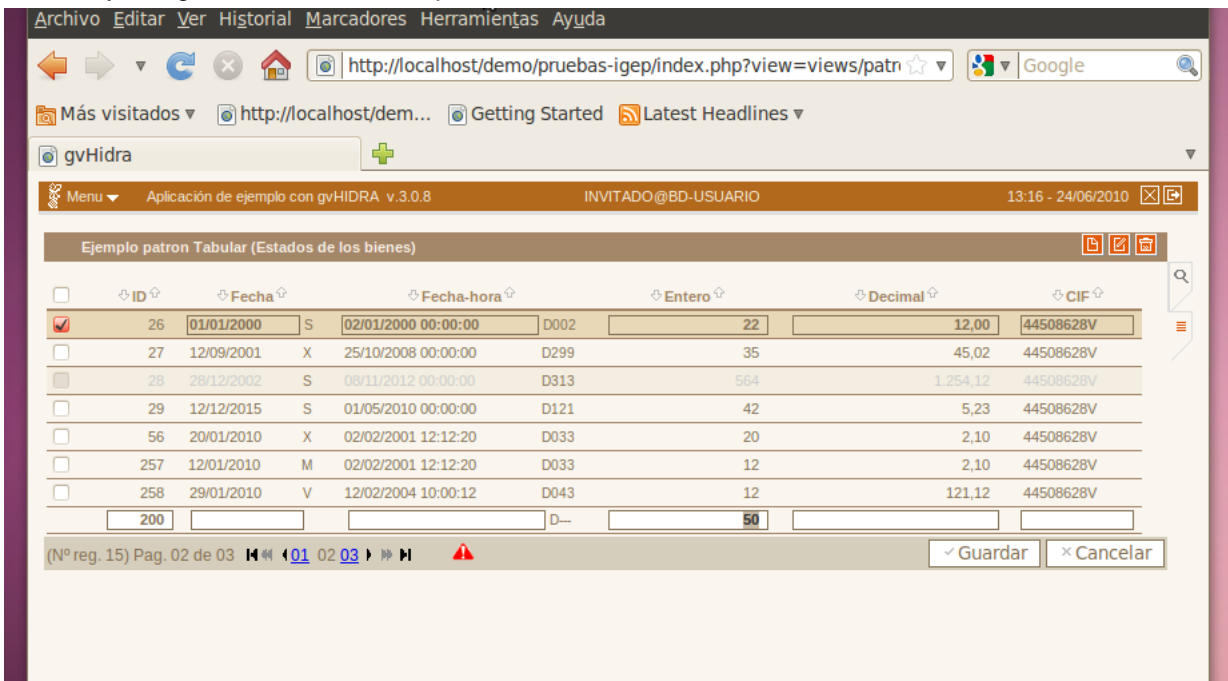 Archivo Editar Ver Historial Marcadores Herramientas Ayuda
http://localhost/demo/pruebas-igep/index.php?view=views/patr Google
Más visitados http://localhost/dem... Getting Started Latest Headlines
gvHidra
Menu Aplicación de ejemplo con gvHIDRA v.3.0.8 INVITADO@BD-USUARIO 13:16 - 24/06/2010
Ejemplo patron Tabular (Estados de los bienes)
ID Fecha Fecha-hora Entero Decimal CIF
26 01/01/2000 S 02/01/2000 00:00:00 D002 22 12,00 44508628V
27 12/09/2001 X 25/10/2008 00:00:00 D299 35 45,02 44508628V
28 28/12/2002 S 08/11/2012 00:00:00 D313 564 1.254,12 44508628V
29 12/12/2015 S 01/05/2010 00:00:00 D121 42 5,23 44508628V
56 20/01/2010 X 02/02/2001 12:12:20 D033 20 2,10 44508628V
257 12/01/2010 M 02/02/2001 12:12:20 D033 12 2,10 44508628V
258 29/01/2010 V 12/02/2004 10:00:12 D043 12 121,12 44508628V
200 D--- 50
(Nº reg. 15) Pag. 02 de 03 01 02 03 Guardar Cancelar